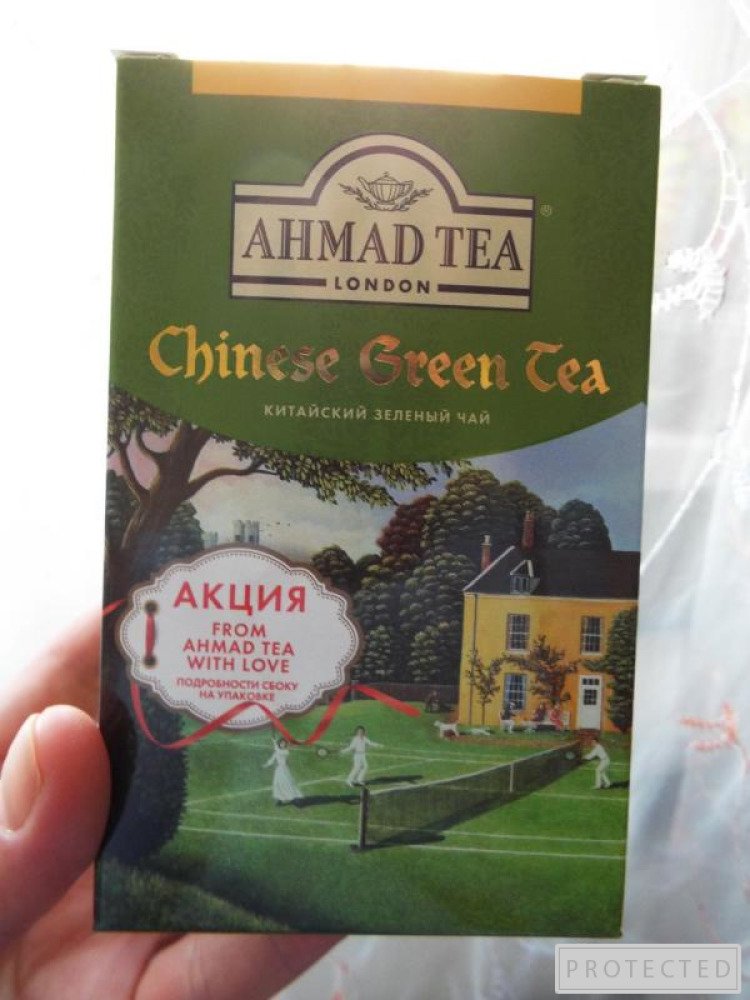 AHMAD TEA
®
LONDON
Chinese Green Tea
КИТАЙСКИЙ ЗЕЛЕНЫЙ ЧАЙ
АКЦИЯ
FROM
AHMAD TEA
WITH LOVE
ПОДРОБНОСТИ СБОКУ
НА УПАКОВКЕ
PROTECTED